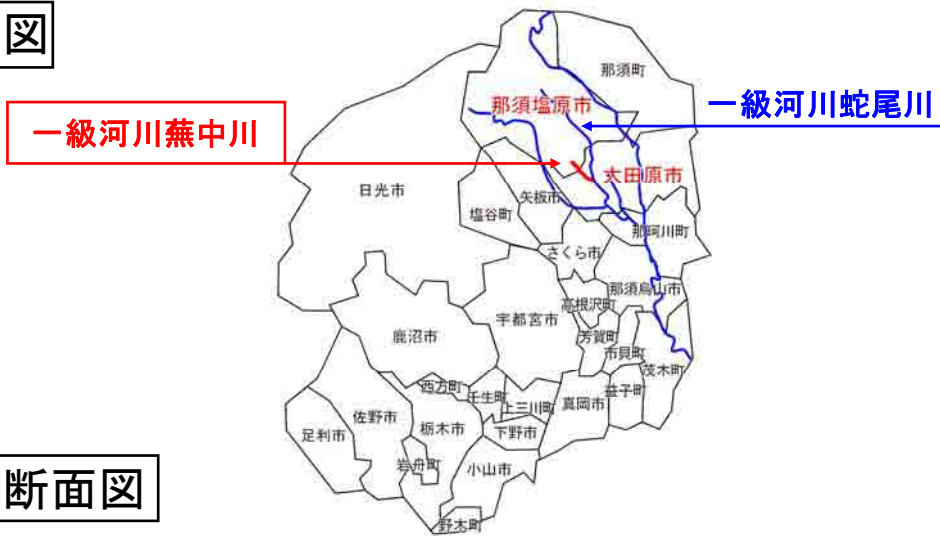 図
那須町
那須塩原市
一級河川蛇尾川
一級河川蕪中川
大田原市
日光市
矢板市
塩谷町
那珂川町
さくら市
那須烏山市
高根沢町
宇都宮市
鹿沼市
芳賀町
市貝町
茂木町
西方町
壬生町
上三川町
真岡市
益子町
佐野市
足利市
栃木市
下野市
岩舟町
小山市
断面図
野木町